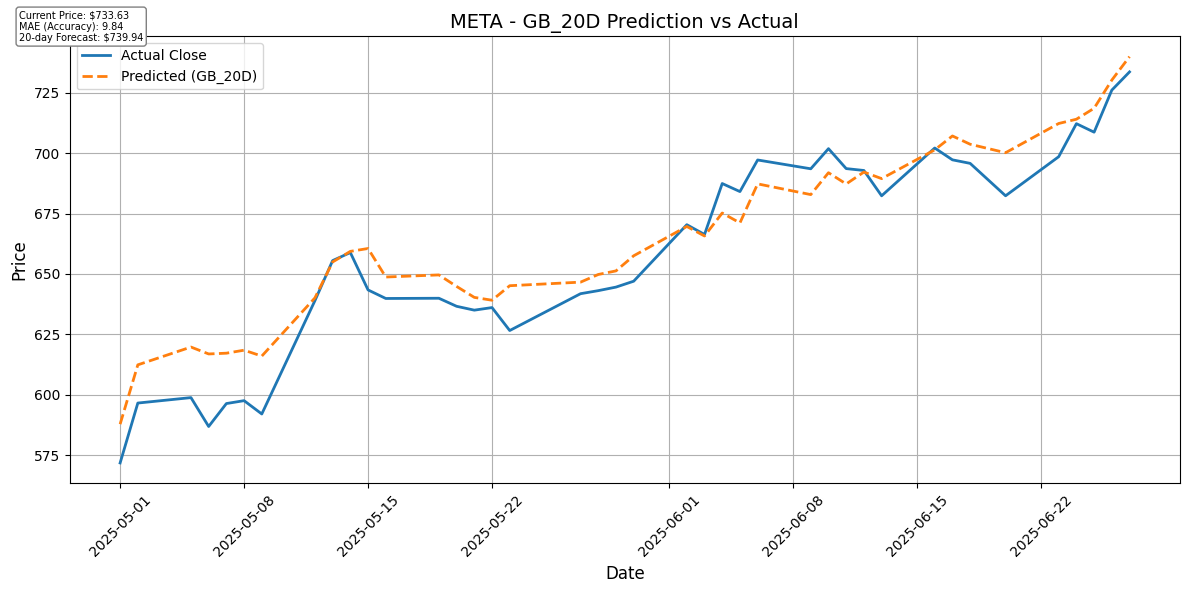 META - GB_20D Prediction vs Actual
Current Price: $733.63
MAE (Accuracy): 9.84
20-day Forecast: $739.94
Actual Close
Predicted (GB_20D)
Price
725
700
675
650
625
600
575
2025-05-01
2025-05-08
2025-05-15
2025-05-22
2025-06-01
2025-06-08
2025-06-15
2025-06-22
Date